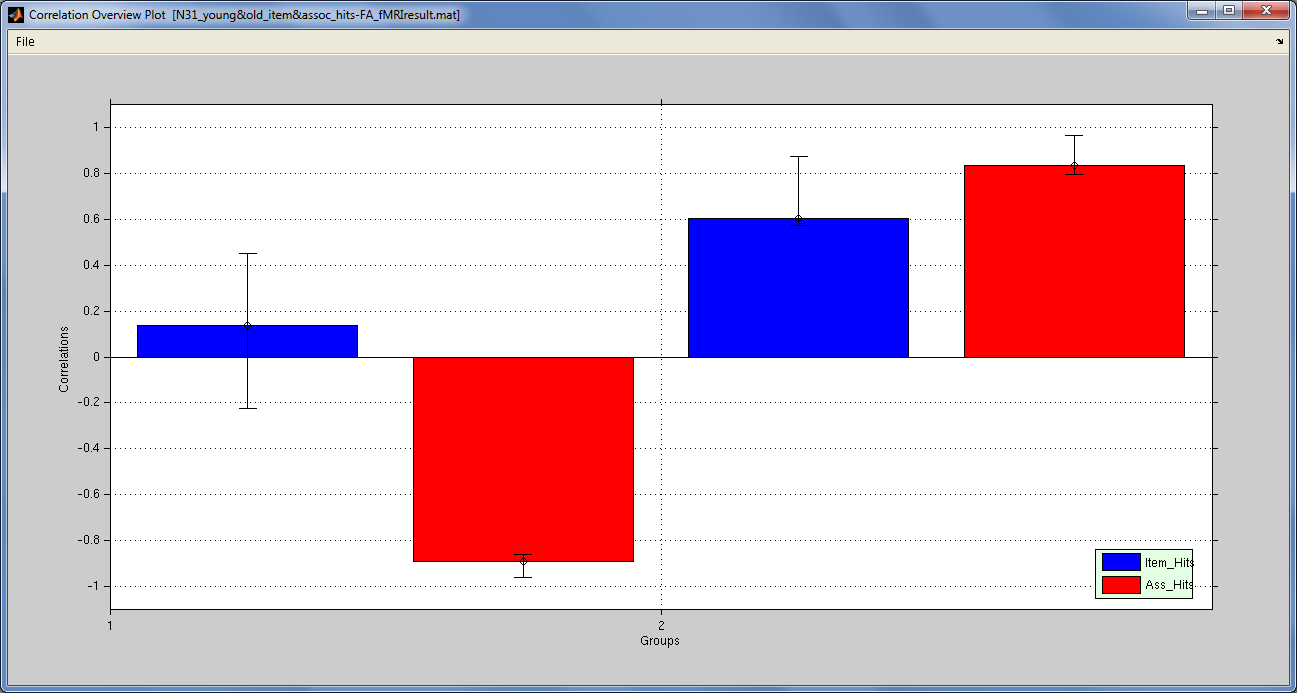 Correlation Overview Plot [N31_young&old_item&assoc_hits-FA_fMRIresult.mat]
File
1
0.8
0.6
0.4
0.2
0
-0.2
-0.4
-0.6
-0.8
-1
Correlations
Item_Hits
Ass_Hits
1
2
Groups